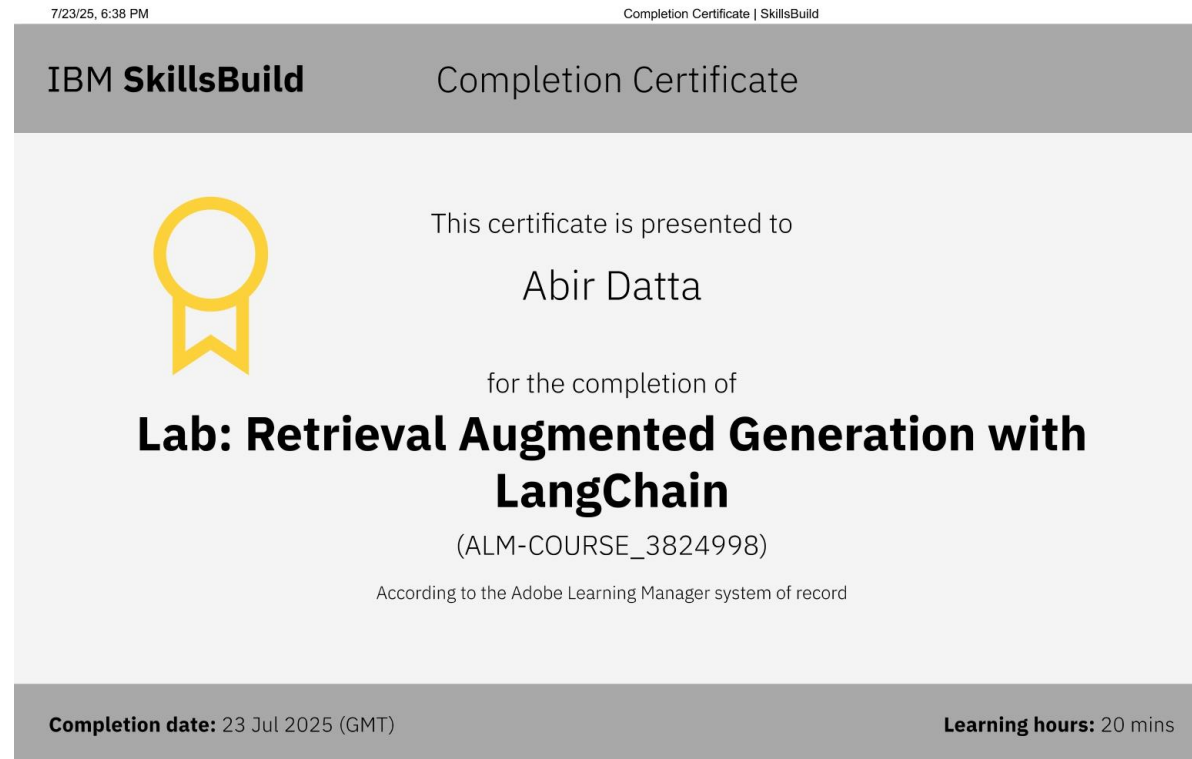 7/23/25, 6:38 PM Completion Certificate | SkillsBuild
IBM SkillsBuild Completion Certificate
This certificate is presented to
Abir Datta
for the completion of
Lab: Retrieval Augmented Generation with
LangChain
(ALM-COURSE_3824998)
According to the Adobe Learning Manager system of record
Completion date: 23 Jul 2025 (GMT) Learning hours: 20 mins